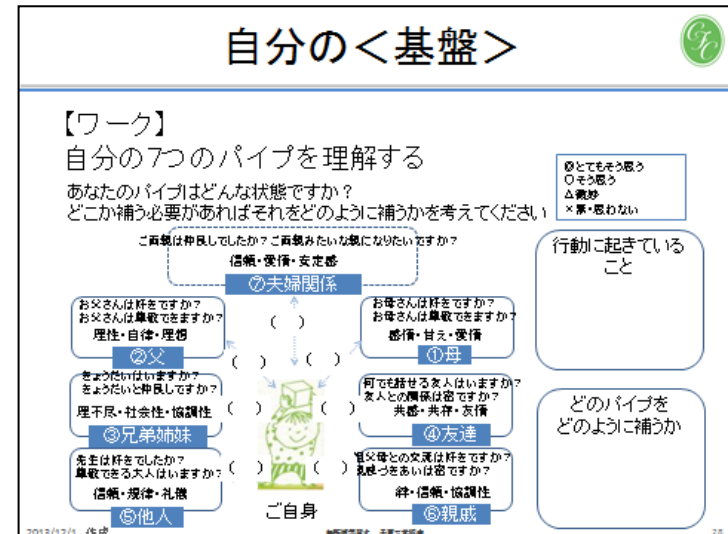 自分の＜基盤＞
GFC
【ワーク】
自分の7つのパイプを理解する
あなたのパイプはどんな状態ですか？
どこか補う必要があればそれをどのように補うかを考えてください
◎とてもそう思う
○そう思う
△微妙
×無・思わない
ご両親は仲良しでしたか？ご両親みたいな親になりたいですか？
信頼・愛情・安定感
⑦夫婦関係
お父さんは好きですか？
お父さんは尊敬できますか？
理性・自律・理想
②父
お母さんは好きですか？
お母さんは尊敬できますか？
感情・甘え・愛情
①母
(　)
(　)
(　)
きょうだいはいますか？
きょうだいと仲良しですか？
理不尽・社会性・協調性
③兄弟姉妹
何でも話せる友人はいますか？
友人との関係は密ですか？
共感・共存・友情
④友達
(　)
(　)
先生は好きでしたか？
尊敬できる大人はいますか？
信頼・規律・礼儀
⑤他人
祖父母との交流は好きですか？
親戚づきあいは密ですか？
絆・信頼・協調性
⑥親戚
(　)
(　)
ご自身
行動に起きている
こと
どのパイプを
どのように補うか
2013/12/1 作成
28